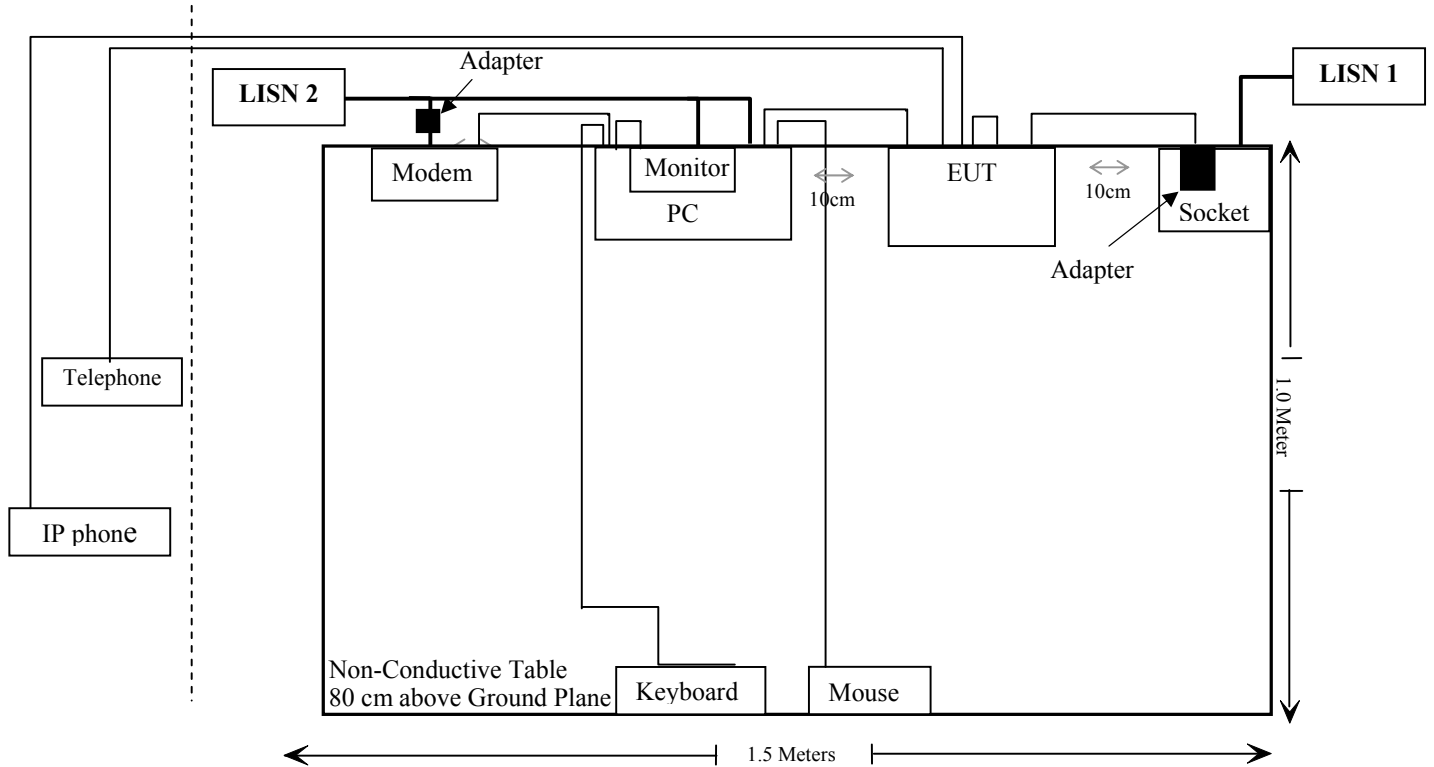 Adapter
LISN 2
LISN 1
Modem
Monitor
PC
10cm
EUT
10cm
Socket
Adapter
Telephone
IP phone
1.0 Meter
Non-Conductive Table
80 cm above Ground Plane
Keyboard
Mouse
1.5 Meters